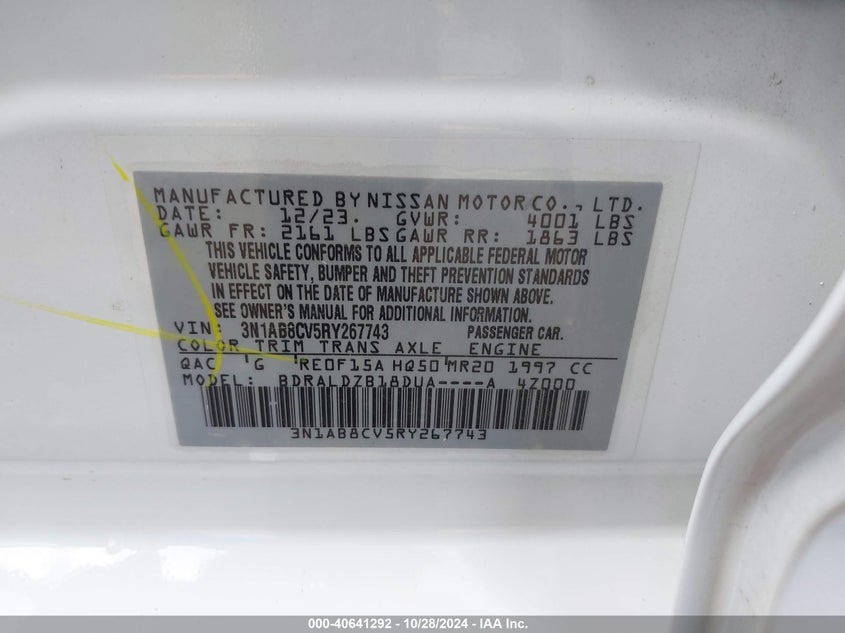 MANUFACTURED BY NISSAN MOTOR CO., LTD.
DATE: 12/23. GVWR: 4001 LBS
GAWR FR: 2161 LBS GAWR RR: 1863 LBS
THIS VEHICLE CONFORMS TO ALL APPLICABLE FEDERAL MOTOR
VEHICLE SAFETY, BUMPER AND THEFT PREVENTION STANDARDS
IN EFFECT ON THE DATE OF MANUFACTURE SHOWN ABOVE.
SEE OWNER'S MANUAL FOR ADDITIONAL INFORMATION.
VIN: 3N1AB8CV5RY267743 PASSENGER CAR.
COLOR TRIM TRANS AXLE ENGINE
QAC ' G 'RE0F15A HQ50'MR20 1997 CC
MODEL: BDRALDZB18DUA----A 4Z000
3N1AB8CV5RY267743
000-40641292 - 10/28/2024 - IAA Inc.